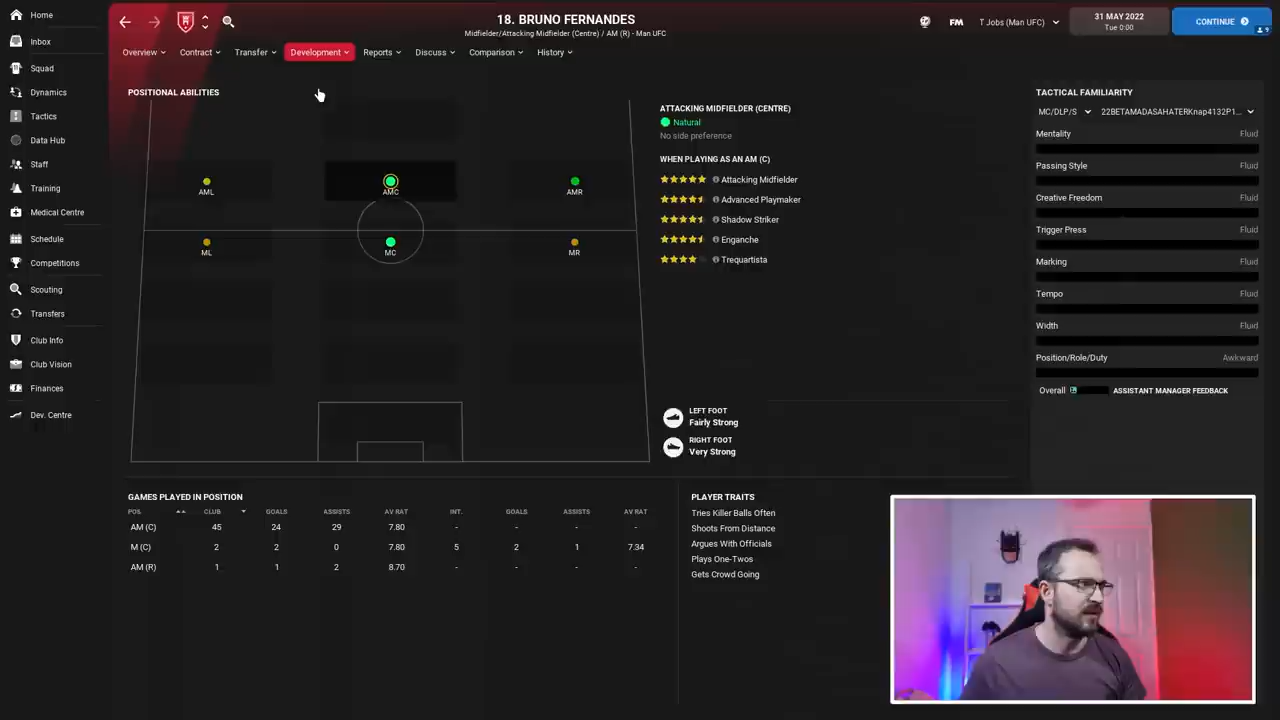 Home
Inbox
Squad
Dynamics
Tactics
Data Hub
Staff
Training
Medical Centre
Schedule
Competitions
Scouting
Transfers
Club Info
Club Vision
Finances
Dev. Centre
18. BRUNO FERNANDES
Midfielder/Attacking Midfielder (Centre) / AM (R) - Man UFC
FM
T Jobs (Man UFC)
31 MAY 2022
Tue 0:00
CONTINUE
9
Overview
Contract
Transfer
Development
Reports
Discuss
Comparison
History
POSITIONAL ABILITIES
AML
AMC
AMR
ML
MC
MR
ATTACKING MIDFIELDER (CENTRE)
Natural
No side preference
WHEN PLAYING AS AN AM (C)
Attacking Midfielder
Advanced Playmaker
Shadow Striker
Enganche
Trequartista
LEFT FOOT
Fairly Strong
RIGHT FOOT
Very Strong
TACTICAL FAMILIARITY
MC/DLP/S 22BETAMADASAHATERKnap4132P1...
Mentality Fluid
Passing Style Fluid
Creative Freedom Fluid
Trigger Press Fluid
Marking Fluid
Tempo Fluid
Width Fluid
Position/Role/Duty Awkward
Overall ASSISTANT MANAGER FEEDBACK
GAMES PLAYED IN POSITION
POS. CLUB GOALS ASSISTS AV RAT INT. GOALS ASSISTS AV RAT
AM (C) 45 24 29 7.80 - - - -
M (C) 2 2 0 7.80 5 2 1 7.34
AM (R) 1 1 2 8.70 - - - -
PLAYER TRAITS
Tries Killer Balls Often
Shoots From Distance
Argues With Officials
Plays One-Twos
Gets Crowd Going